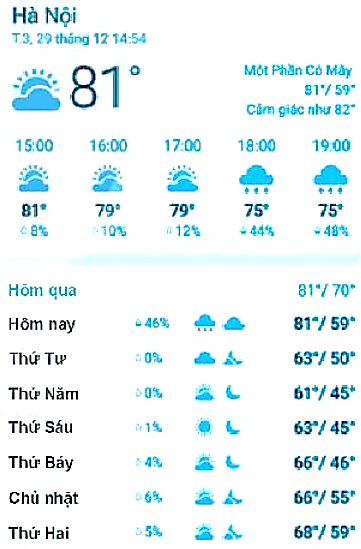 Hà Nội
T.3, 29 tháng 12 14:54
81°
Một Phần Có Mây
81°/ 59°
Cảm giác như 82°
15:00 16:00 17:00 18:00 19:00
81° 79° 79° 75° 75°
8% 10% 12% 44% 48%
Hôm qua 81°/ 70°
Hôm nay 46% 81°/ 59°
Thứ Tư 0% 63°/ 50°
Thứ Năm 0% 61°/ 45°
Thứ Sáu 1% 63°/ 45°
Thứ Bảy 4% 66°/ 46°
Chủ nhật 6% 66°/ 55°
Thứ Hai 5% 68°/ 59°